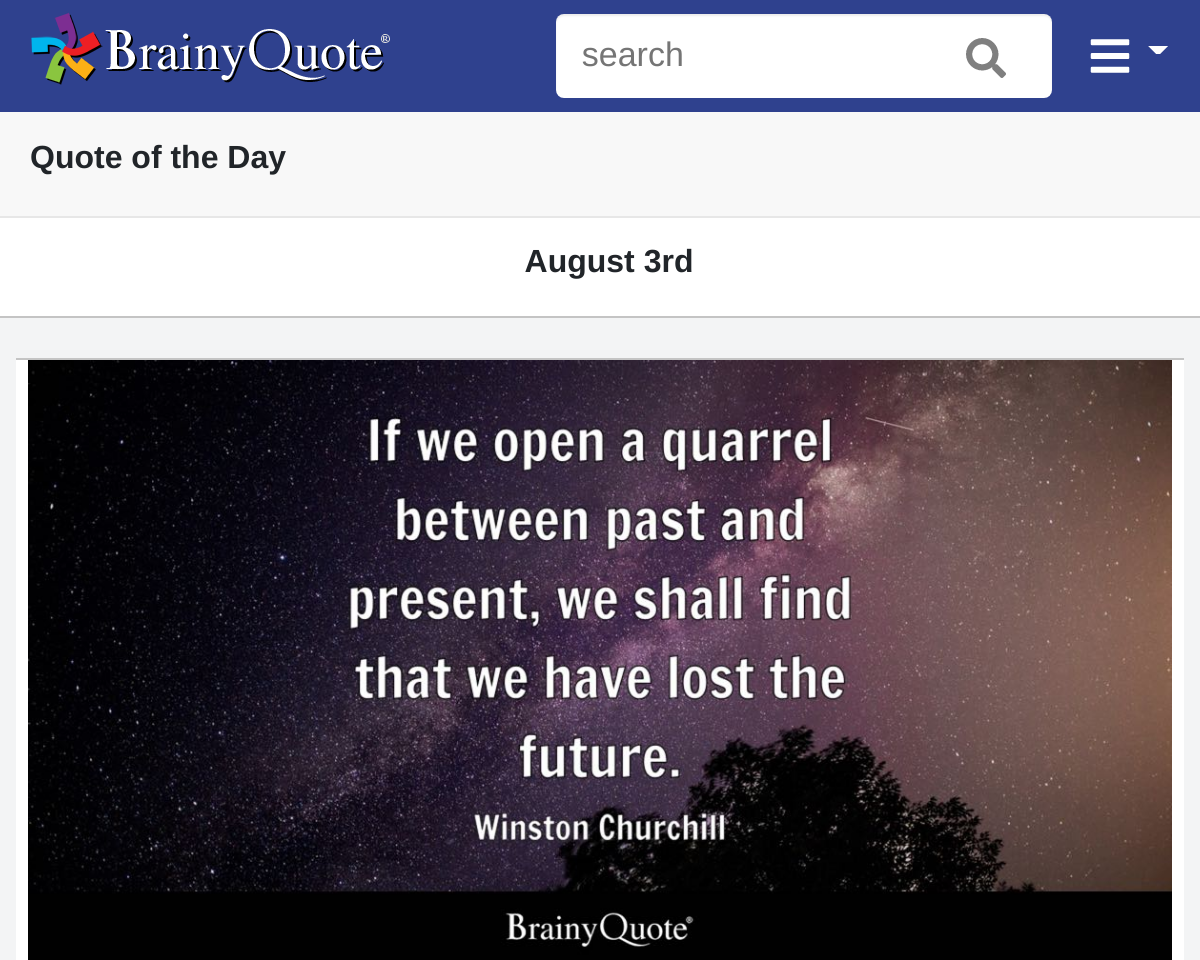 BrainyQuote®
search
Quote of the Day
August 3rd
If we open a quarrel
between past and
present, we shall find
that we have lost the
future.
Winston Churchill
BrainyQuote®